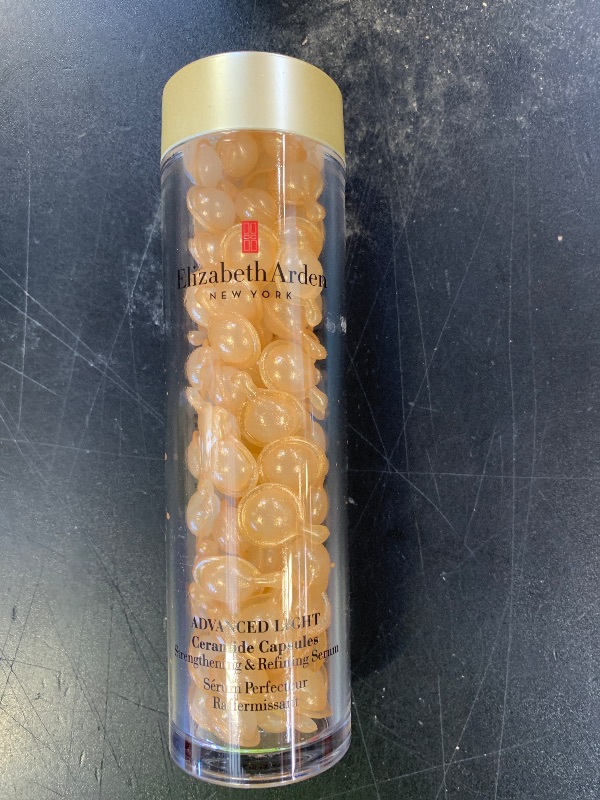 Elizabeth Arden
NEW YORK
ADVANCED LIGHT
Ceramide Capsules
Strengthening & Refining Serum
Sérum Perfecteur
Raffermissant